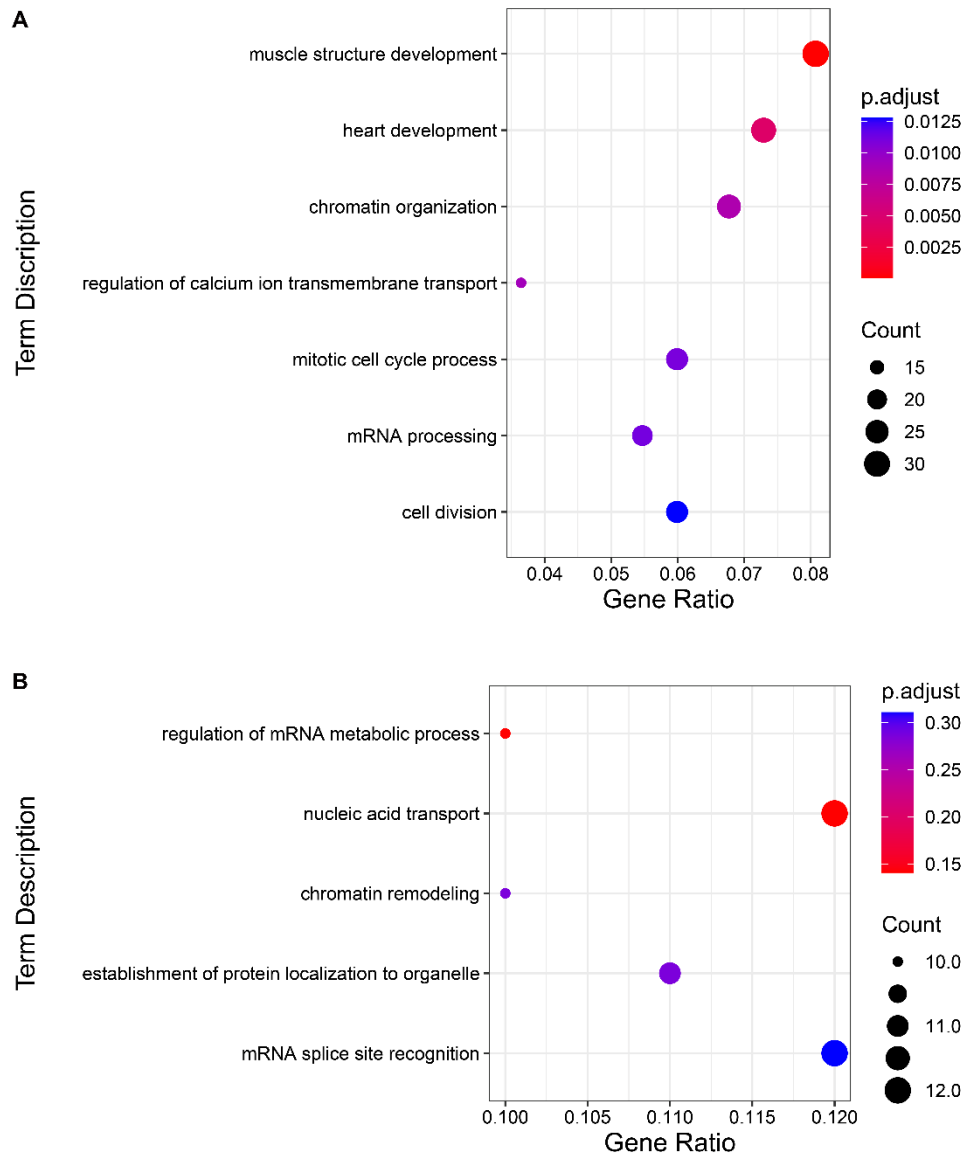 A
muscle structure development
heart development
chromatin organization
regulation of calcium ion transmembrane transport
mitotic cell cycle process
mRNA processing
cell division
Term Discription
0.04 0.05 0.06 0.07 0.08
Gene Ratio
p.adjust
0.0125
0.0100
0.0075
0.0050
0.0025
Count
15
20
25
30
B
regulation of mRNA metabolic process
nucleic acid transport
chromatin remodeling
establishment of protein localization to organelle
mRNA splice site recognition
Term Description
0.100 0.105 0.110 0.115 0.120
Gene Ratio
p.adjust
0.30
0.25
0.20
0.15
Count
10.0
11.0
12.0